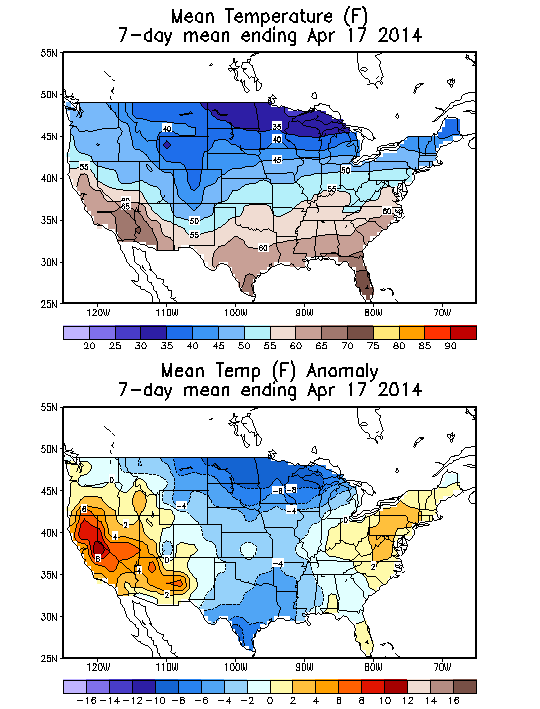 Mean Temperature (F)
7-day mean ending Apr 17 2014
55N
50N
45N
40N
35N
30N
25N
35
40
40
45
50
55
55
60
65
60
50
55
60
120W 110W 100W 90W 80W 70W
20 25 30 35 40 45 50 55 60 65 70 75 80 85 90
Mean Temp (F) Anomaly
7-day mean ending Apr 17 2014
55N
50N
45N
40N
35N
30N
25N
0
-8 -8
-4
-4
6
2
4
0
8
0
-4
2
4
2
120W 110W 100W 90W 80W 70W
-16 -14 -12 -10 -8 -6 -4 -2 0 2 4 6 8 10 12 14 16